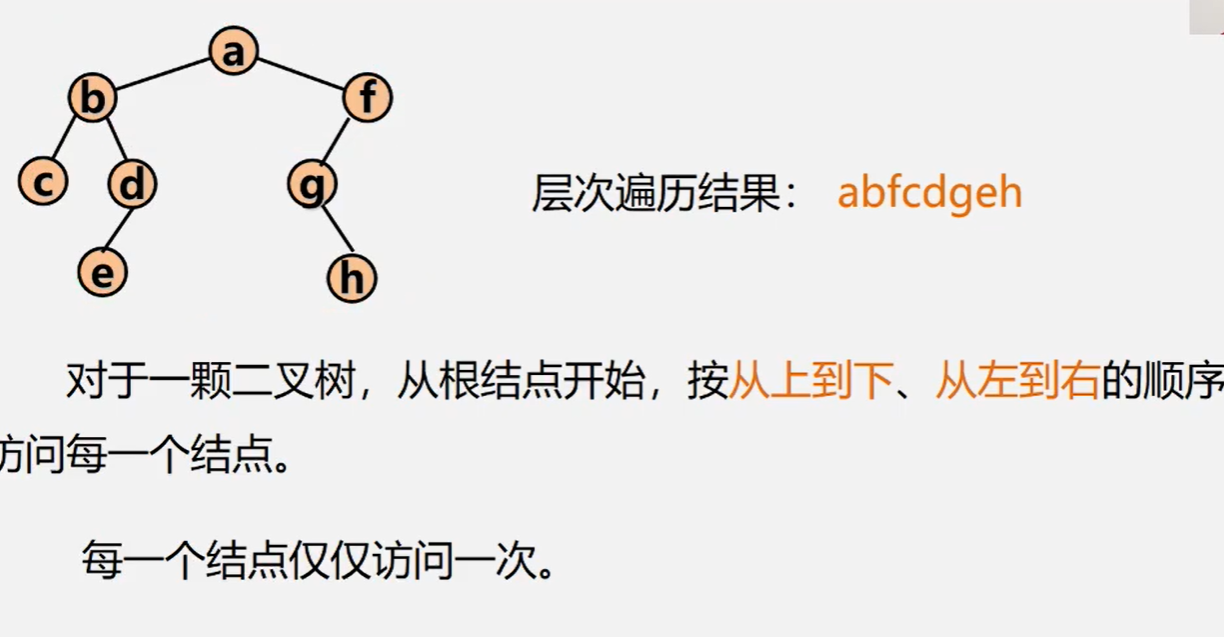 a
b
f
c
d
g
e
h
层次遍历结果： abfcdgeh
对于一颗二叉树，从根结点开始，按从上到下、从左到右的顺序
访问每一个结点。
每一个结点仅仅访问一次。